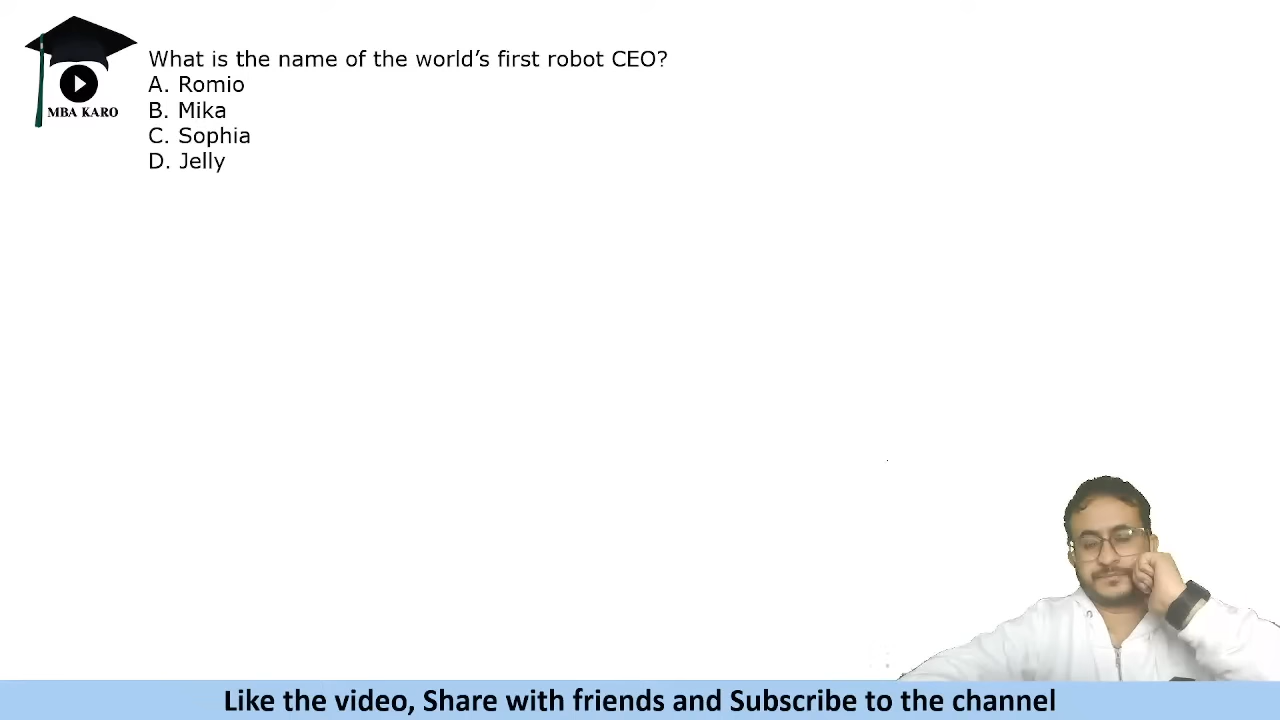 MBA KARO
What is the name of the world’s first robot CEO?
A. Romio
B. Mika
C. Sophia
D. Jelly
Like the video, Share with friends and Subscribe to the channel